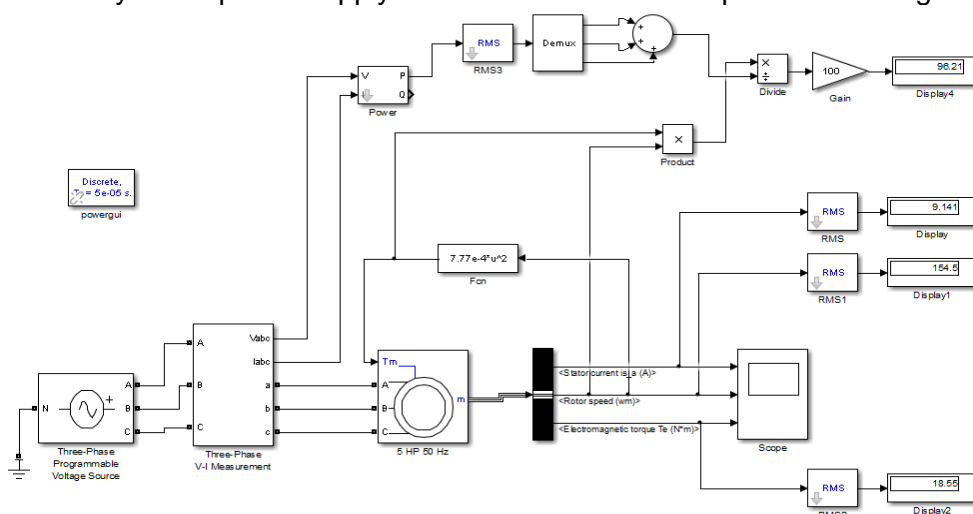 supply
RMS
RMS3
Demux
+
+
+
V
P
Q
Power
×
÷
Divide
100
Gain
96.21
Display4
×
Product
Discrete,
= 5e-05 s.
powergui
7.77e-4*u^2
Fcn
RMS
RMS
9.141
Display
RMS
RMS1
154.5
Display1
N
+
A
B
C
Three-Phase
Programmable
Voltage Source
A
B
C
Vabc
Iabc
a
b
c
Three-Phase
V-I Measurement
Tm
A
B
C
m
5 HP 50 Hz
<Stator current is_a (A)>
<Rotor speed (wm)>
<Electromagnetic torque Te (N*m)>
Scope
RMS
18.55
Display2